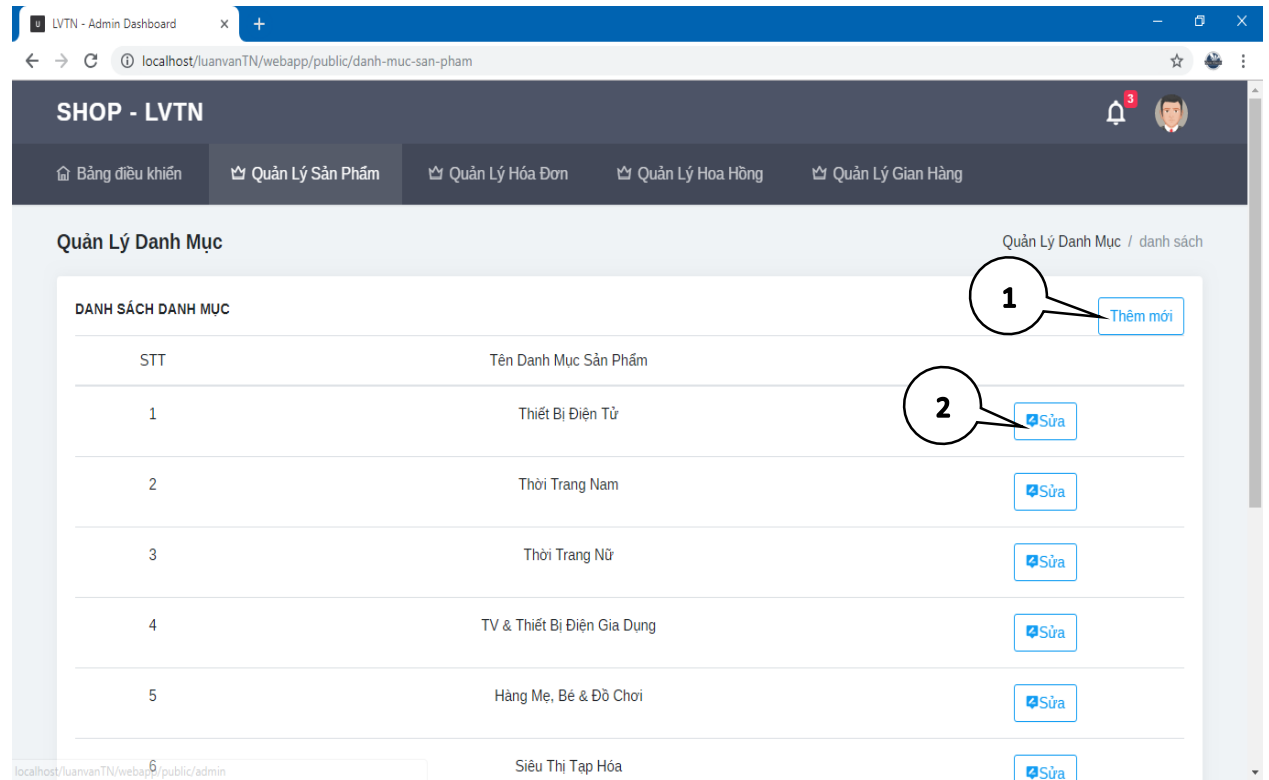 LVTN - Admin Dashboard
localhost/luanvanTN/webapp/public/danh-muc-san-pham
SHOP - LVTN
3
Bảng điều khiển Quản Lý Sản Phẩm Quản Lý Hóa Đơn Quản Lý Hoa Hồng Quản Lý Gian Hàng
Quản Lý Danh Mục
Quản Lý Danh Mục / danh sách
DANH SÁCH DANH MỤC
1
Thêm mới
STT Tên Danh Mục Sản Phẩm
2
1 Thiết Bị Điện Tử Sửa
2 Thời Trang Nam Sửa
3 Thời Trang Nữ Sửa
4 TV & Thiết Bị Điện Gia Dụng Sửa
5 Hàng Mẹ, Bé & Đồ Chơi Sửa
6 Siêu Thị Tạp Hóa Sửa
localhost/luanvanTN/webapp/public/admin